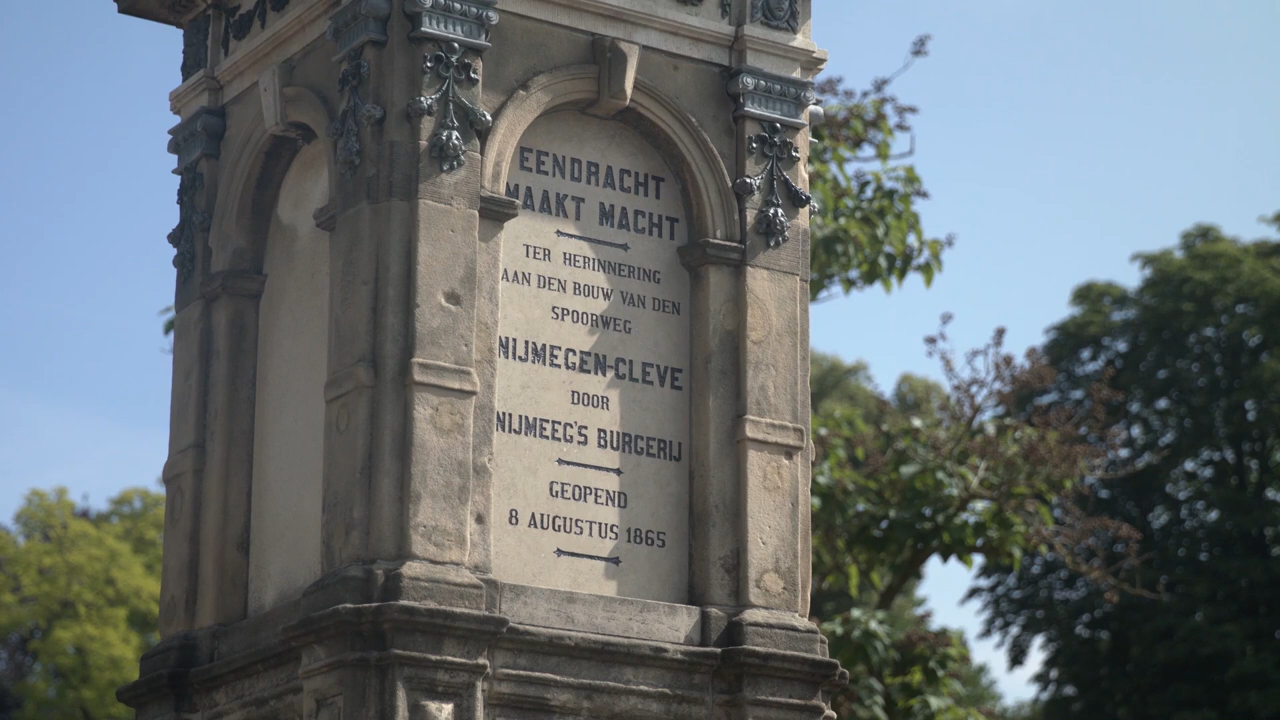 EENDRACHT
MAAKT MACHT
TER HERINNERING
AAN DEN BOUW VAN DEN
SPOORWEG
NIJMEGEN-CLEVE
DOOR
NIJMEEG'S BURGERIJ
GEOPEND
8 AUGUSTUS 1865